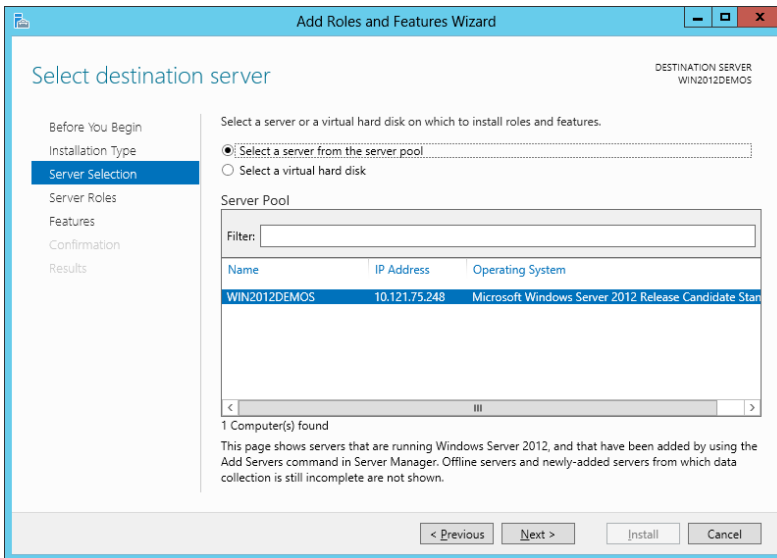 Add Roles and Features Wizard
Select destination server
DESTINATION SERVER
WIN2012DEMOS
Before You Begin
Installation Type
Server Selection
Server Roles
Features
Confirmation
Results
Select a server or a virtual hard disk on which to install roles and features.
Select a server from the server pool
Select a virtual hard disk
Server Pool
Filter:
Name IP Address Operating System
WIN2012DEMOS 10.121.75.248 Microsoft Windows Server 2012 Release Candidate Stan
1 Computer(s) found
This page shows servers that are running Windows Server 2012, and that have been added by using the
Add Servers command in Server Manager. Offline servers and newly-added servers from which data
collection is still incomplete are not shown.
< Previous Next > Install Cancel